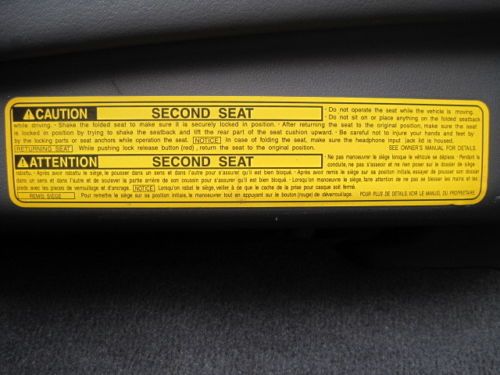 CAUTION SECOND SEAT · Do not operate the seat while the vehicle is moving.
· Do not sit on or place anything on the folded seatback
while driving. · Shake the folded seat to make sure it is securely locked in position. · After returning the seat to the original position, make sure the seat
is locked in position by trying to shake the seatback and lift the rear part of the seat cushion upward. · Be careful not to injure your hands and feet by
by the locking parts or seat anchors while operation the seat. NOTICE In case of folding the seat, make sure the headphone input jack lid is housed.
RETURNING SEAT While pushing lock release button (red), return the seat to the original position. SEE OWNER'S MANUAL FOR DETAILS.
ATTENTION SECOND SEAT · Ne pas manoeuvrer le siège lorsque le véhicule se déplace. · Pendant la
conduite, ne pas s'asseoir et ne pas poser d'objet sur le dossier de siège
rabattu. · Après avoir rabattu le siège, le pousser dans un sens et dans l'autre pour s'assurer qu'il est bien bloqué. · Après avoir remis le siège sur sa position initiale, essayer de pousser son dossier
dans un sens et dans l'autre et de soulever la partie arrière de son coussin pour s'assurer qu'il est bien bloqué. · Lorsqu'on manoeuvre le siège, faire attention de ne pas se blesser les mains et les
pieds avec les pièces de verrouillage et d'ancrage. NOTICE Lorsqu'on rabat le siège, veiller à ce que le cache de la prise pour casque soit fermé.
REMIS SIÈGE · Pour remettre le siège sur sa position initiale, le manoeuvrer tout en appuyant sur le bouton (rouge) de déverrouillage. POUR PLUS DE DETAILS, VOIR LE MANUEL DU PROPRIETAIRE.